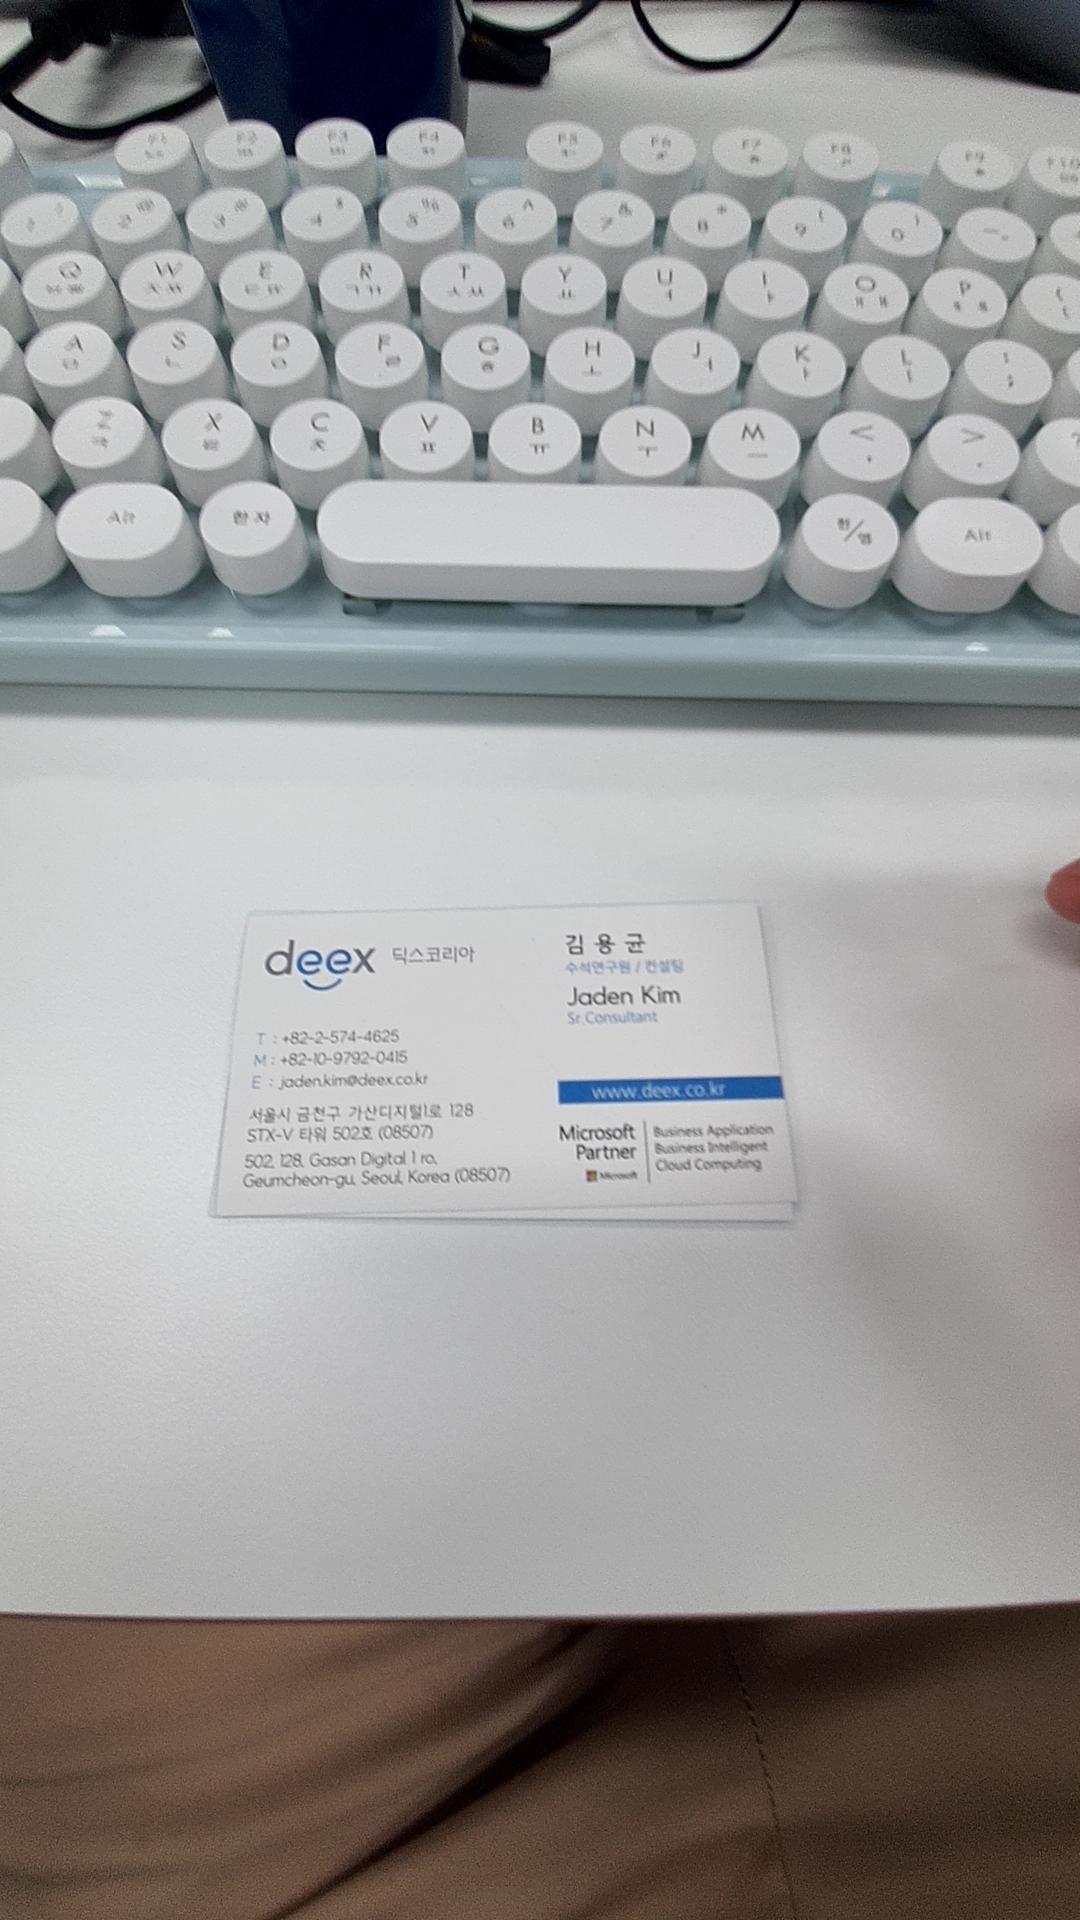 F1
F2
F3
F4
F5
F6
F7
F8
F9
F10
Q W E R T Y U I O P
A S D F G H J K L ;
Z X C V B N M < >
Alt 한자 한/영 Alt
deex 딕스코리아
T : +82-2-574-4625
M : +82-10-9792-0415
E : jaden.kim@deex.co.kr
서울시 금천구 가산디지털1로 128
STX-V 타워 502호 (08507)
502, 128, Gasan Digital 1 ro,
Geumcheon-gu, Seoul, Korea (08507)
김용균
수석연구원 / 컨설팅
Jaden Kim
Sr.Consultant
www.deex.co.kr
Microsoft
Partner
Microsoft
Business Application
Business Intelligent
Cloud Computing